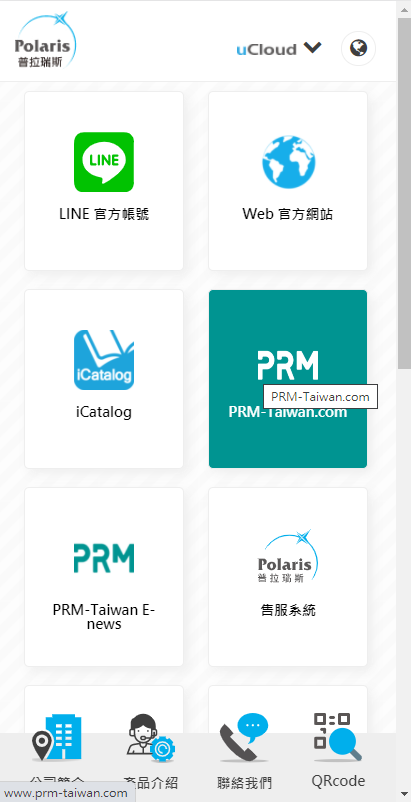 Polaris
普拉瑞斯
uCloud
LINE
LINE 官方帳號
Web 官方網站
iCatalog
iCatalog
PRM
PRM-Taiwan.com
PRM-Taiwan.com
PRM
PRM-Taiwan E-
news
Polaris
普拉瑞斯
售服系統
公司簡介
產品介紹
聯絡我們
QRcode
www.prm-taiwan.com